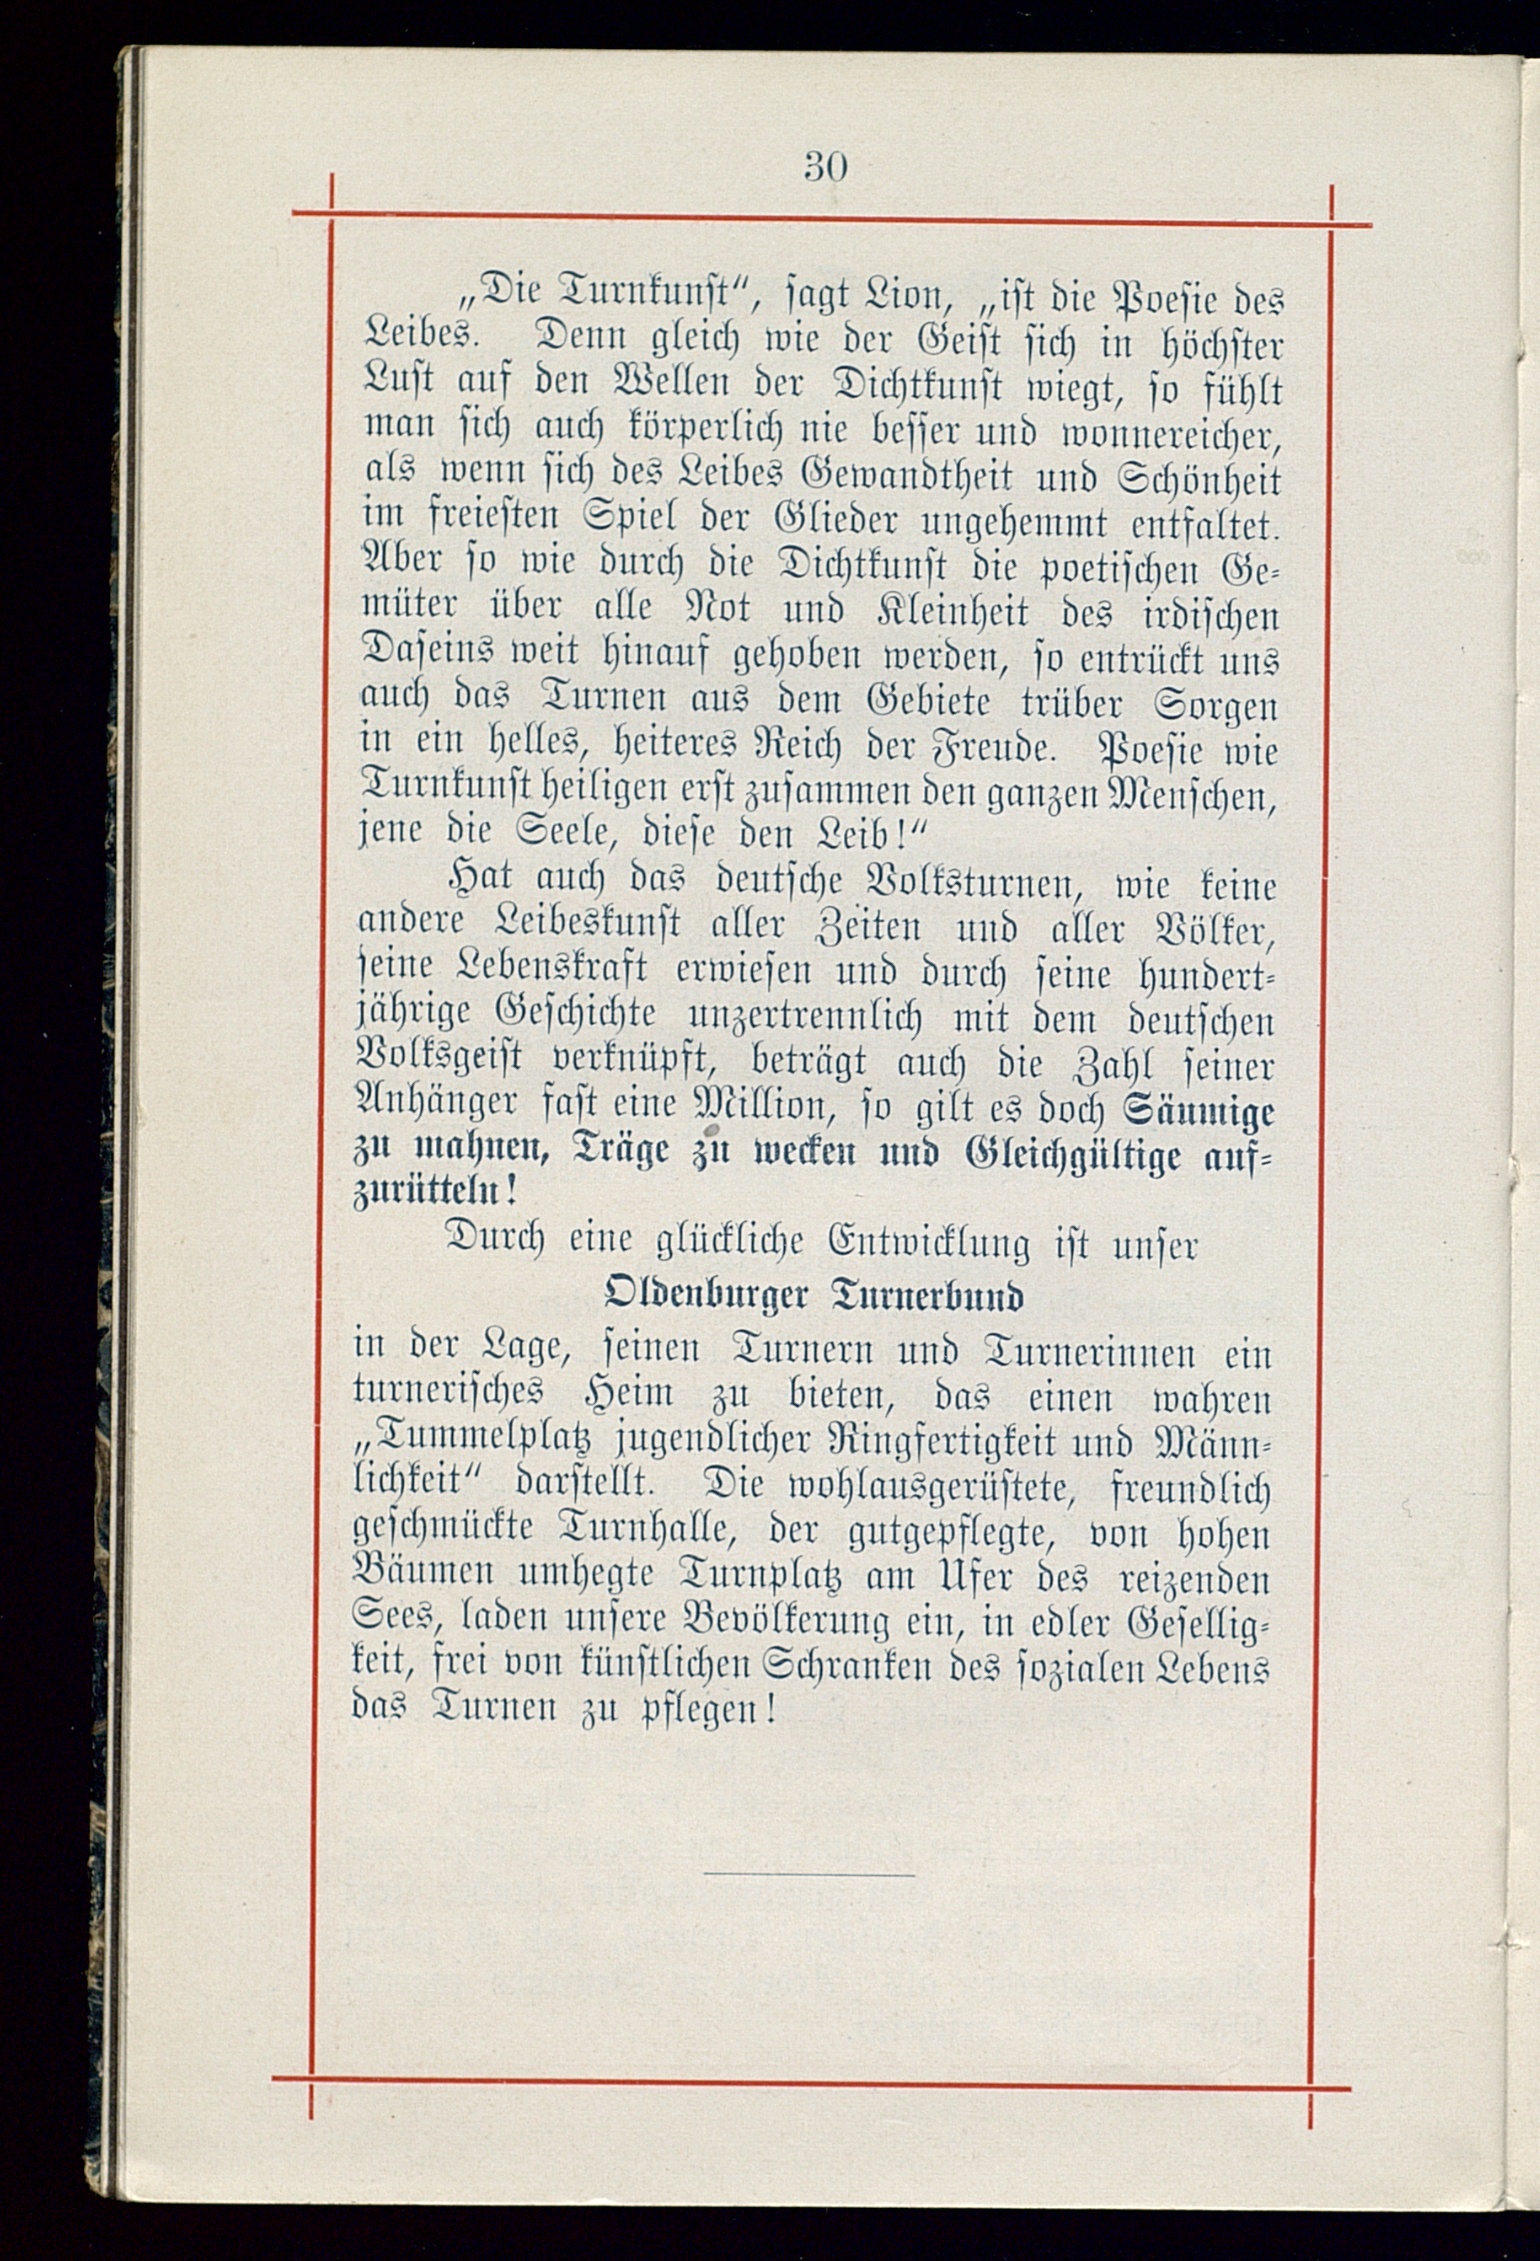 30
„Die Turnkunst“, sagt Lion, „ist die Poesie des
Leibes. Denn gleich wie der Geist sich in höchster
Lust auf den Wellen der Dichtkunst wiegt, so fühlt
man sich auch körperlich nie besser und wonnereicher,
als wenn sich des Leibes Gewandtheit und Schönheit
im freiesten Spiel der Glieder ungehemmt entfaltet.
Aber so wie durch die Dichtkunst die poetischen Ge-
müter über alle Not und Kleinheit des irdischen
Daseins weit hinauf gehoben werden, so entrückt uns
auch das Turnen aus dem Gebiete trüber Sorgen
in ein helles, heiteres Reich der Freude. Poesie wie
Turnkunst heiligen erst zusammen den ganzen Menschen,
jene die Seele, diese den Leib!“
Hat auch das deutsche Volksturnen, wie keine
andere Leibeskunst aller Zeiten und aller Völker,
seine Lebenskraft erwiesen und durch seine hundert-
jährige Geschichte unzertrennlich mit dem deutschen
Volksgeist verknüpft, beträgt auch die Zahl seiner
Anhänger fast eine Million, so gilt es doch Säumige
zu mahnen, Träge zu wecken und Gleichgültige auf-
zurütteln!
Durch eine glückliche Entwicklung ist unser
Oldenburger Turnerbund
in der Lage, seinen Turnern und Turnerinnen ein
turnerisches Heim zu bieten, das einen wahren
„Tummelplatz jugendlicher Ringfertigkeit und Männ-
lichkeit“ darstellt. Die wohlausgerüstete, freundlich
geschmückte Turnhalle, der gutgepflegte, von hohen
Bäumen umhegte Turnplatz am Ufer des reizenden
Sees, laden unsere Bevölkerung ein, in edler Gesellig-
keit, frei von künstlichen Schranken des sozialen Lebens
das Turnen zu pflegen!